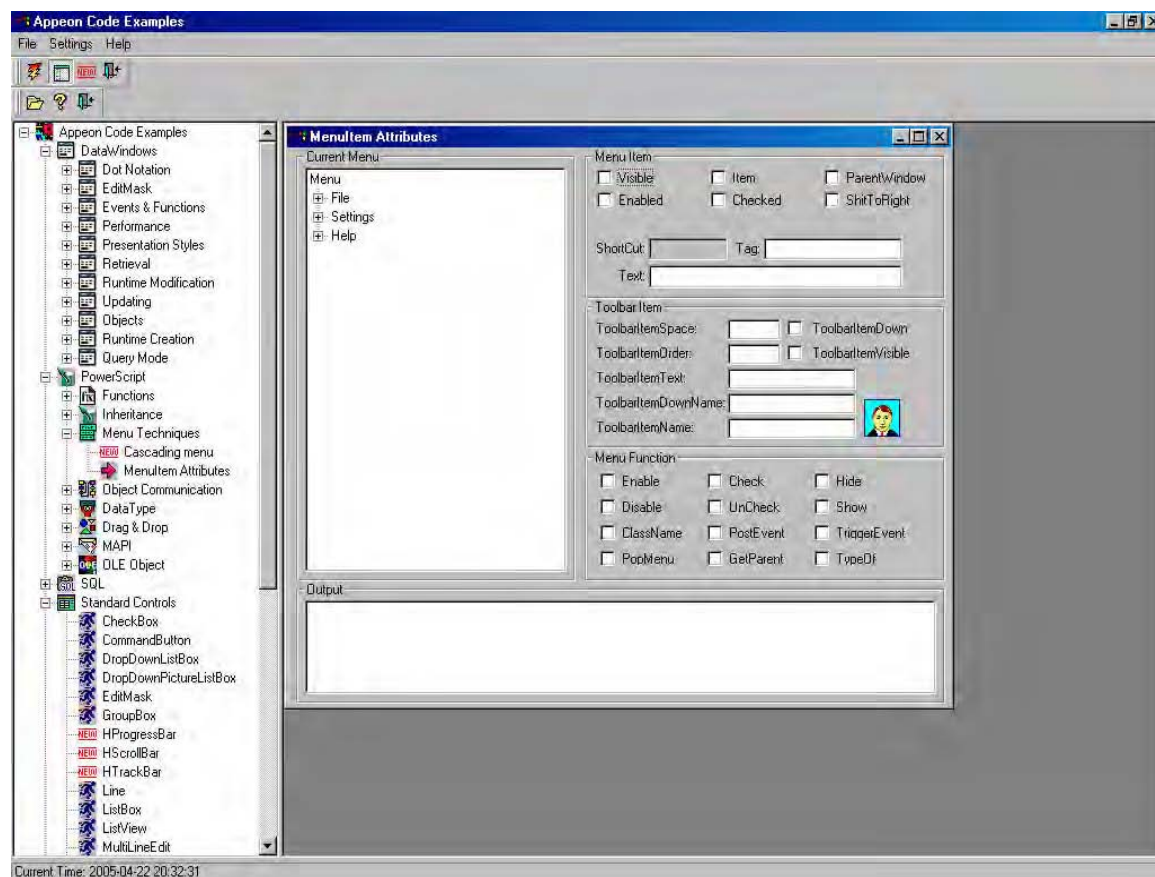 Appeon Code Examples
File Settings Help
NEW!
Appeon Code Examples
DataWindows
Dot Notation
EditMask
Events & Functions
Performance
Presentation Styles
Retrieval
Runtime Modification
Updating
Objects
Runtime Creation
Query Mode
PowerScript
Functions
Inheritance
Menu Techniques
NEW! Cascading menu
MenuItem Attributes
Object Communication
DataType
Drag & Drop
MAPI
OLE Object
SQL
Standard Controls
CheckBox
CommandButton
DropDownListBox
DropDownPictureListBox
EditMask
GroupBox
NEW! HProgressBar
NEW! HScrollBar
NEW! HTrackBar
Line
ListBox
ListView
MultiLineEdit
MenuItem Attributes
Current Menu
Menu
File
Settings
Help
Menu Item
Visible Item ParentWindow
Enabled Checked ShitToRight
ShortCut: Tag:
Text:
Toolbar Item
ToolbarItemSpace: ToolbarItemDown
ToolbarItemOrder: ToolbarItemVisible
ToolbarItemText:
ToolbarItemDownName:
ToolbarItemName:
Menu Function
Enable Check Hide
Disable UnCheck Show
ClassName PostEvent TriggerEvent
PopMenu GetParent TypeOf
Output
Current Time: 2005-04-22 20:32:31